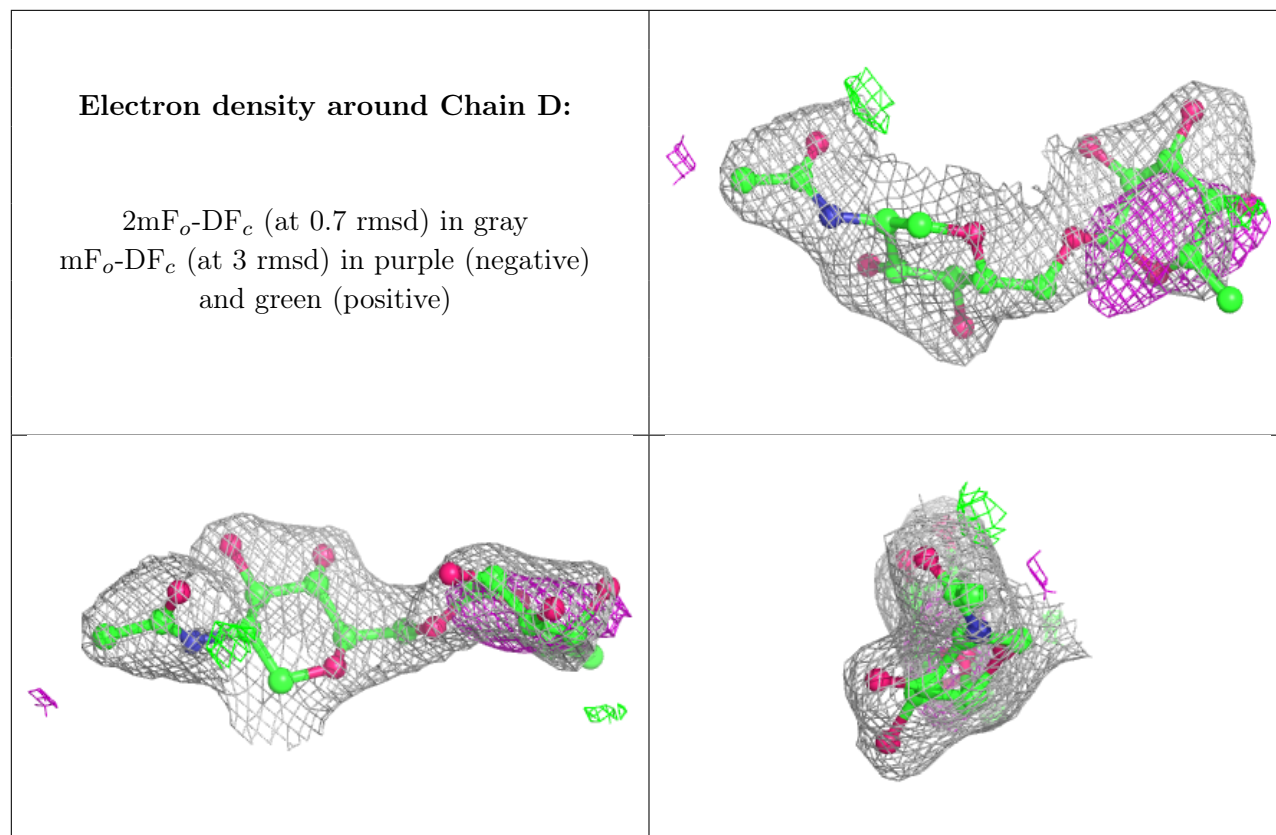 Electron density around Chain D:
2mFₒ-DF𝒸 (at 0.7 rmsd) in gray
mFₒ-DF𝒸 (at 3 rmsd) in purple (negative)
and green (positive)